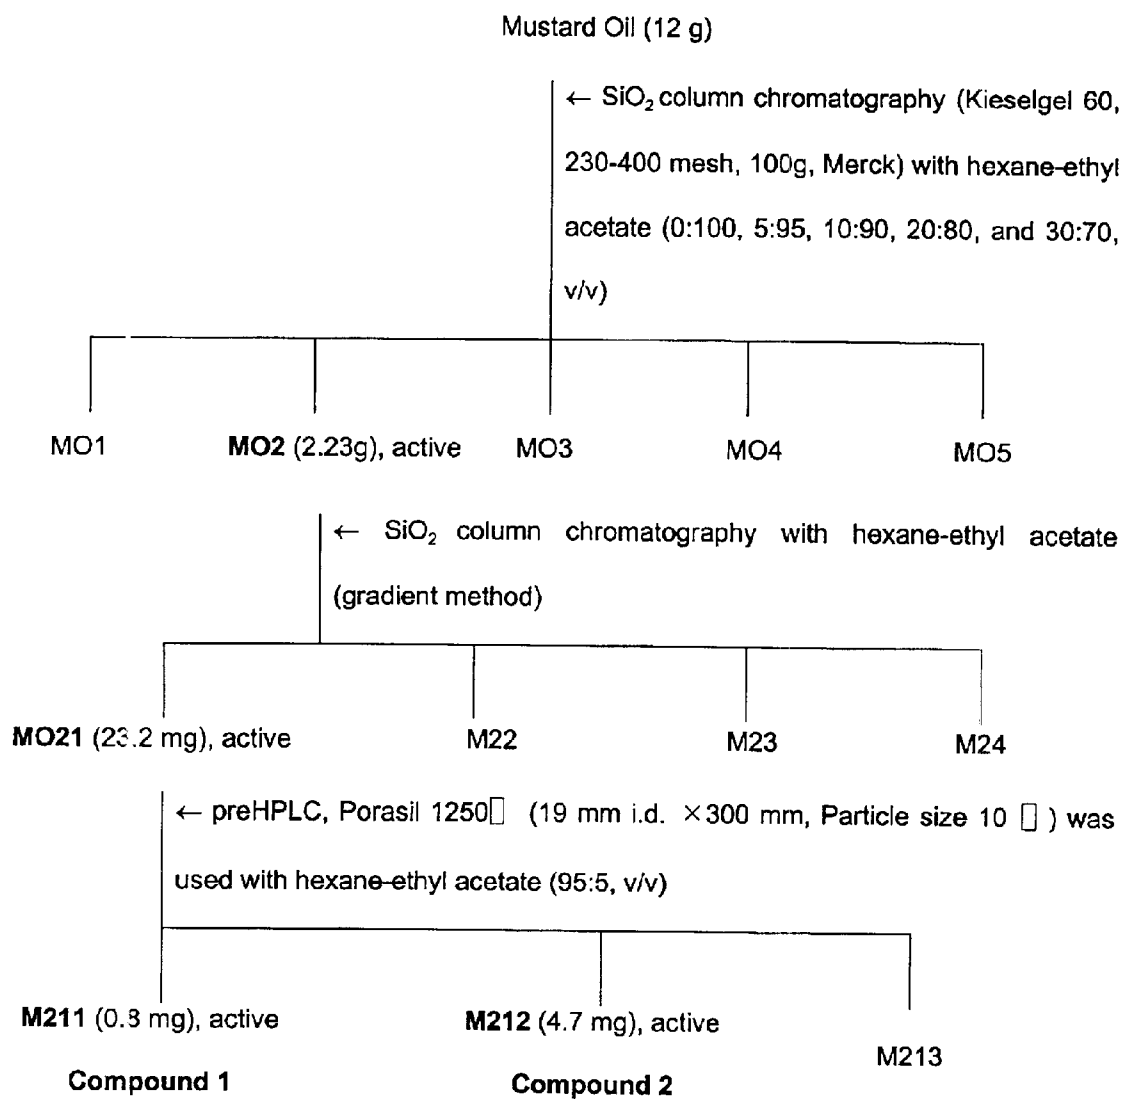 Mustard Oil (12 g)
← SiO₂ column chromatography (Kieselgel 60,
230-400 mesh, 100g, Merck) with hexane-ethyl
acetate (0:100, 5:95, 10:90, 20:80, and 30:70,
v/v)
MO1
MO2 (2.23g), active
MO3
MO4
MO5
← SiO₂ column chromatography with hexane-ethyl acetate
(gradient method)
MO21 (23.2 mg), active
M22
M23
M24
← preHPLC, Porasil 1250▯ (19 mm i.d. ×300 mm, Particle size 10 ▯ ) was
used with hexane-ethyl acetate (95:5, v/v)
M211 (0.8 mg), active
M212 (4.7 mg), active
M213
Compound 1
Compound 2